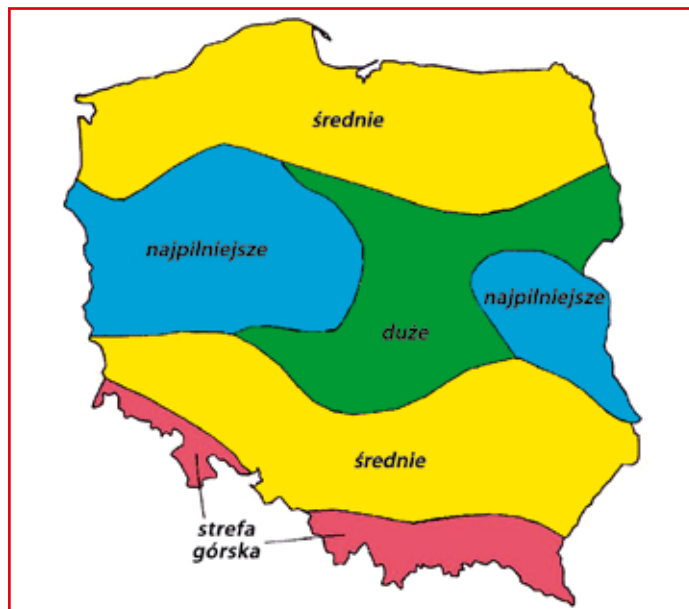 średnie
najpilniejsze
najpilniejsze
duże
średnie
strefa
górska